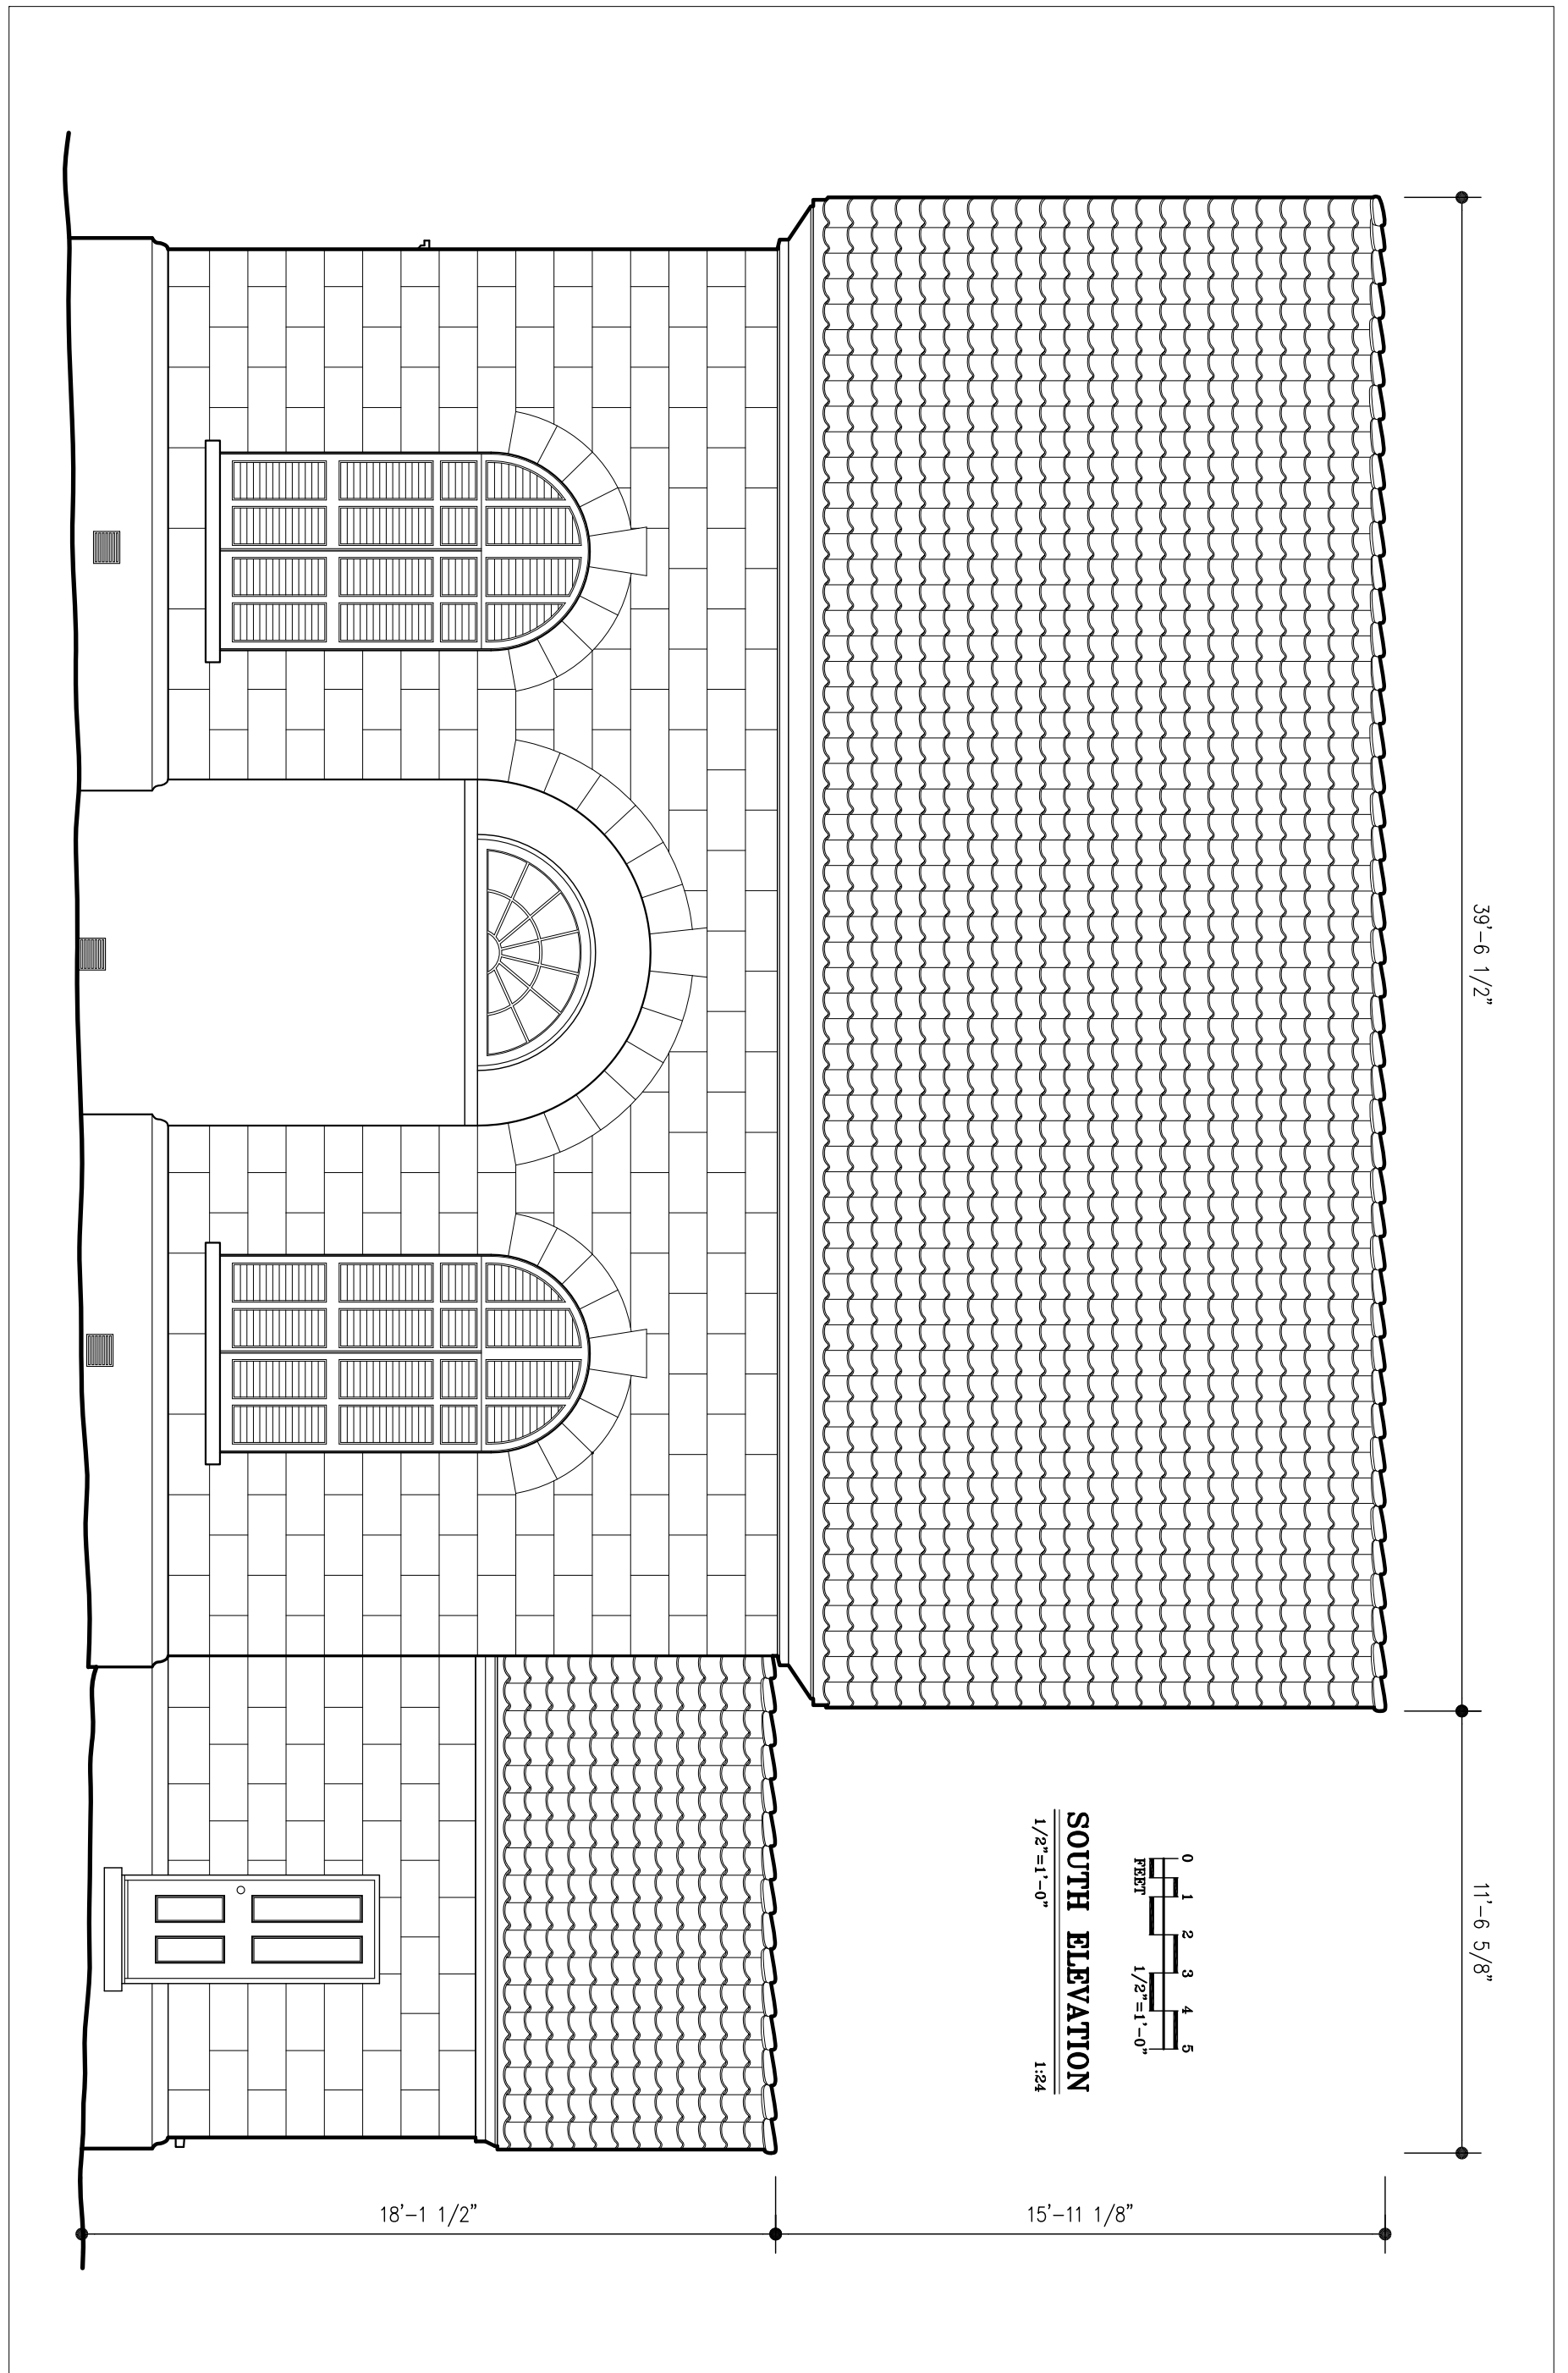 39'-6 1/2"
11'-6 5/8"
0 1 2 3 4 5
FEET 1/2"=1'-0"
SOUTH ELEVATION
1/2"=1'-0" 1:24
15'-11 1/8"
18'-1 1/2"